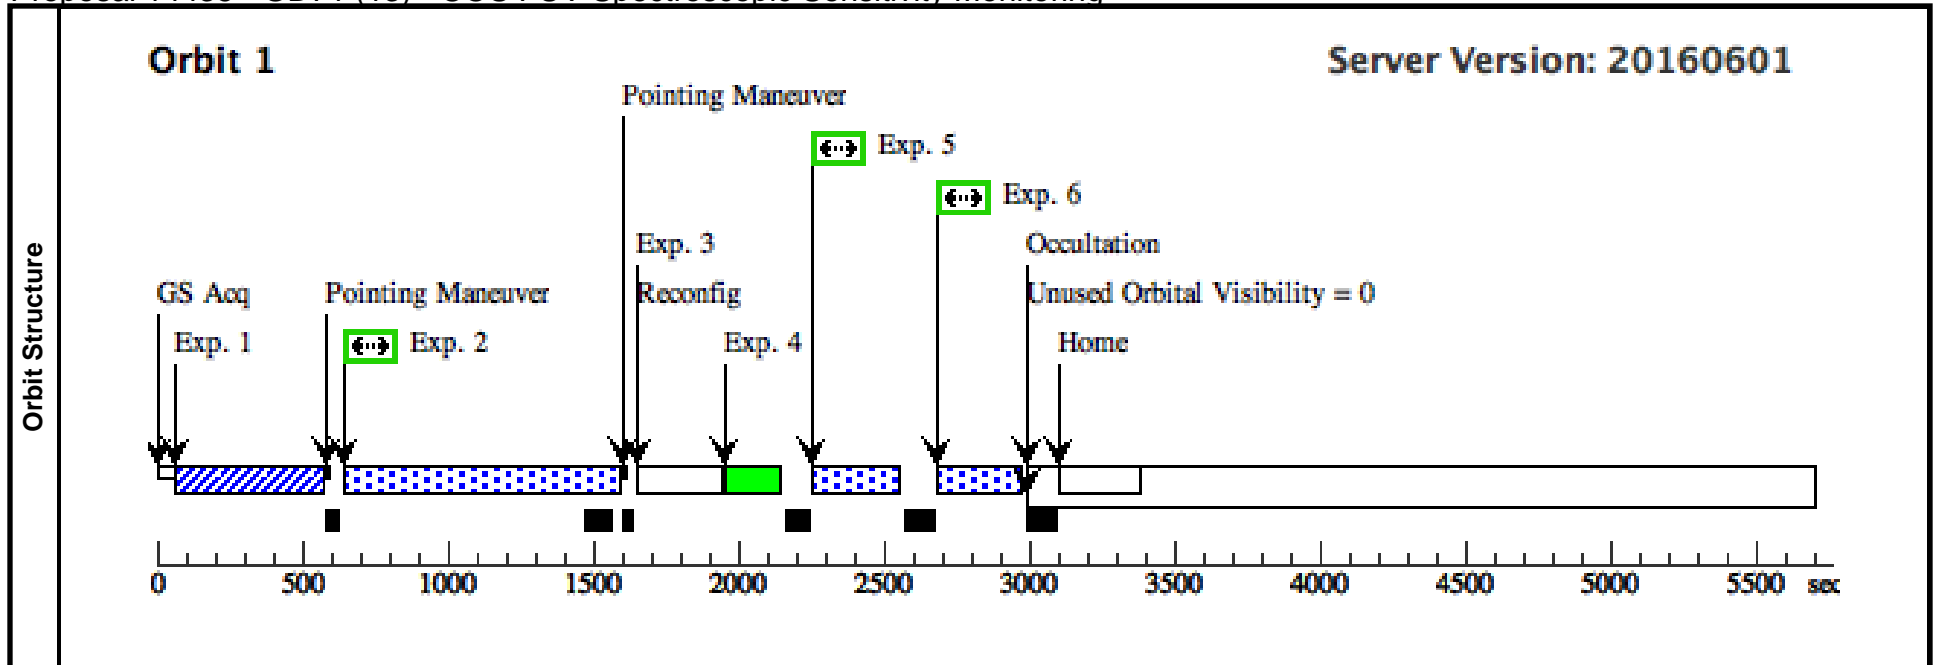 Orbit 1
Server Version: 20160601
Pointing Maneuver
Exp. 5
Exp. 6
Exp. 3
Occultation
GS Acq
Pointing Maneuver
Reconfig
Unused Orbital Visibility = 0
Exp. 1
Exp. 2
Exp. 4
Home
Orbit Structure
0 500 1000 1500 2000 2500 3000 3500 4000 4500 5000 5500 sec